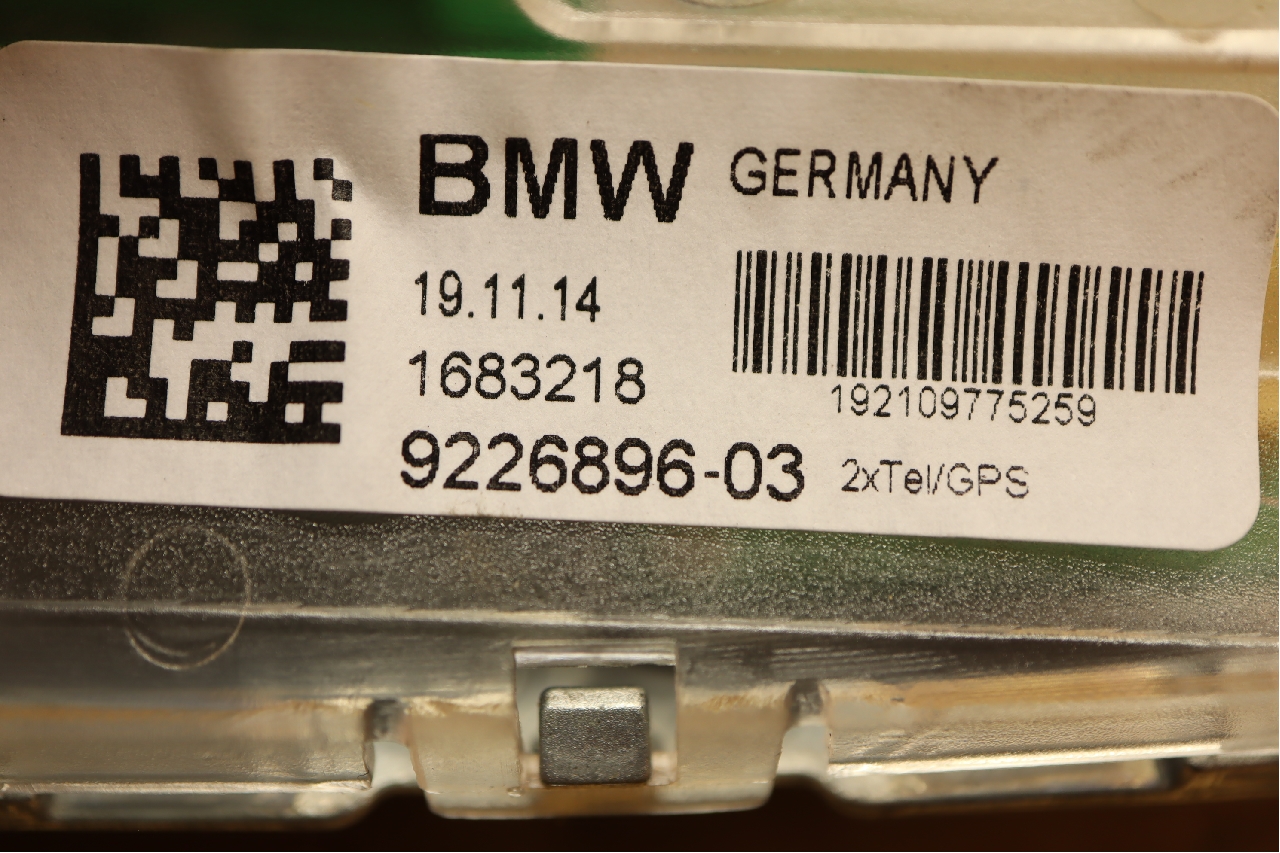 BMW GERMANY
19.11.14
1683218
192109775259
9226896-03 2xTel/GPS